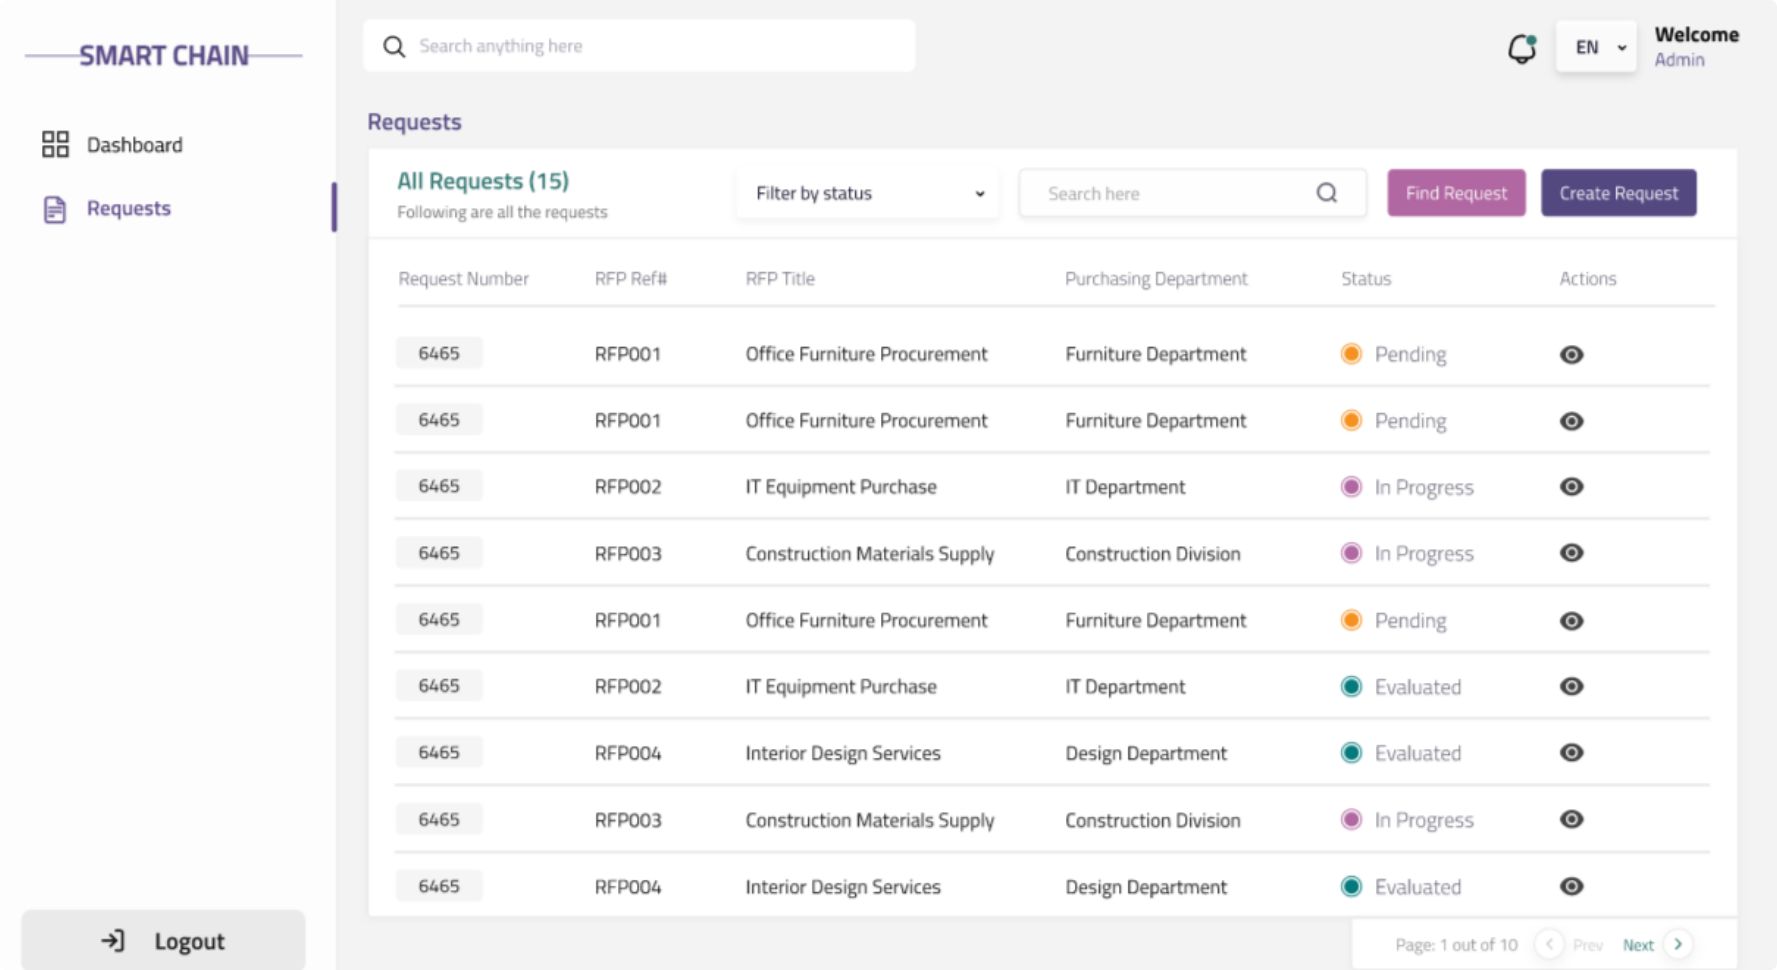 SMART CHAIN
Search anything here
EN
Welcome
Admin
Dashboard
Requests
Requests
All Requests (15)
Following are all the requests
Filter by status
Search here
Find Request
Create Request
Request Number RFP Ref# RFP Title Purchasing Department Status Actions
6465 RFP001 Office Furniture Procurement Furniture Department Pending
6465 RFP001 Office Furniture Procurement Furniture Department Pending
6465 RFP002 IT Equipment Purchase IT Department In Progress
6465 RFP003 Construction Materials Supply Construction Division In Progress
6465 RFP001 Office Furniture Procurement Furniture Department Pending
6465 RFP002 IT Equipment Purchase IT Department Evaluated
6465 RFP004 Interior Design Services Design Department Evaluated
6465 RFP003 Construction Materials Supply Construction Division In Progress
6465 RFP004 Interior Design Services Design Department Evaluated
Logout
Page: 1 out of 10 Prev Next